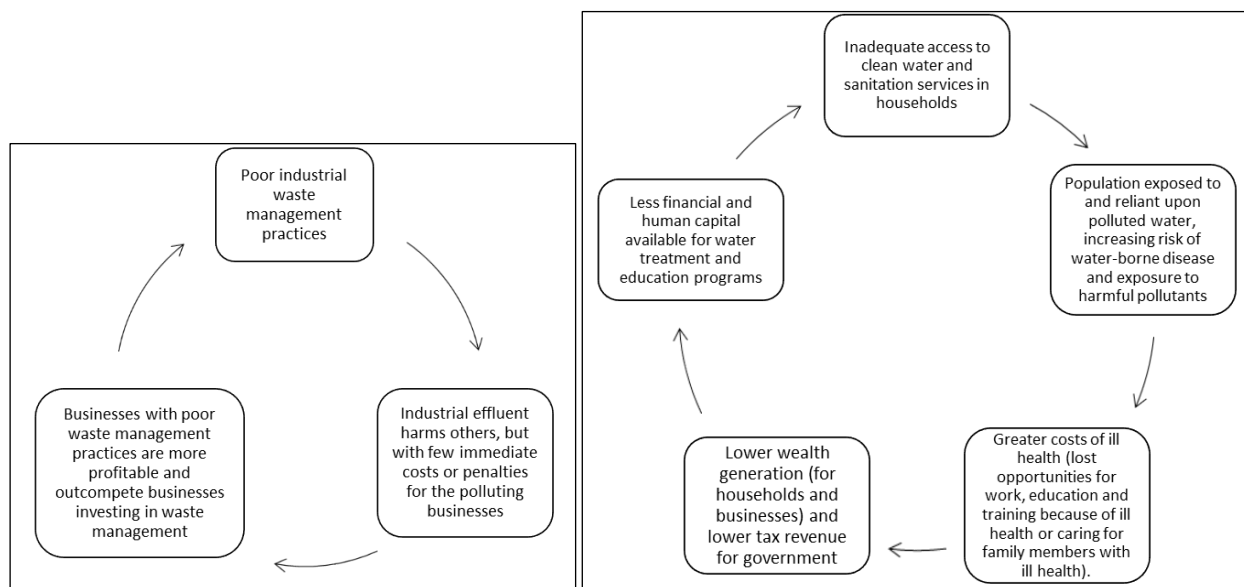 Poor industrial
waste
management
practices
Industrial effluent
harms others, but
with few immediate
costs or penalties
for the polluting
businesses
Businesses with poor
waste management
practices are more
profitable and
outcompete businesses
investing in waste
management
Inadequate access to
clean water and
sanitation services in
households
Population exposed to
and reliant upon
polluted water,
increasing risk of
water-borne disease
and exposure to
harmful pollutants
Greater costs of ill
health (lost
opportunities for
work, education and
training because of ill
health or caring for
family members with
ill health).
Lower wealth
generation (for
households and
businesses) and
lower tax revenue
for government
Less financial and
human capital
available for water
treatment and
education programs